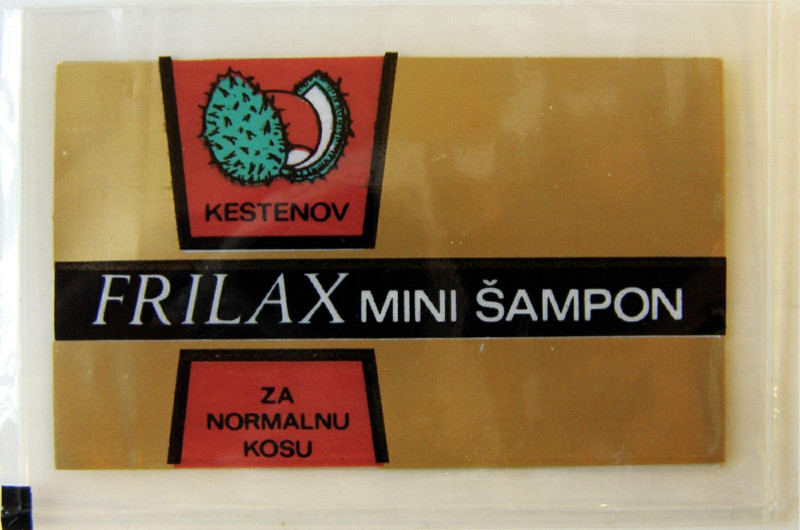 KESTENOV
FRILAX MINI ŠAMPON
ZA
NORMALNU
KOSU